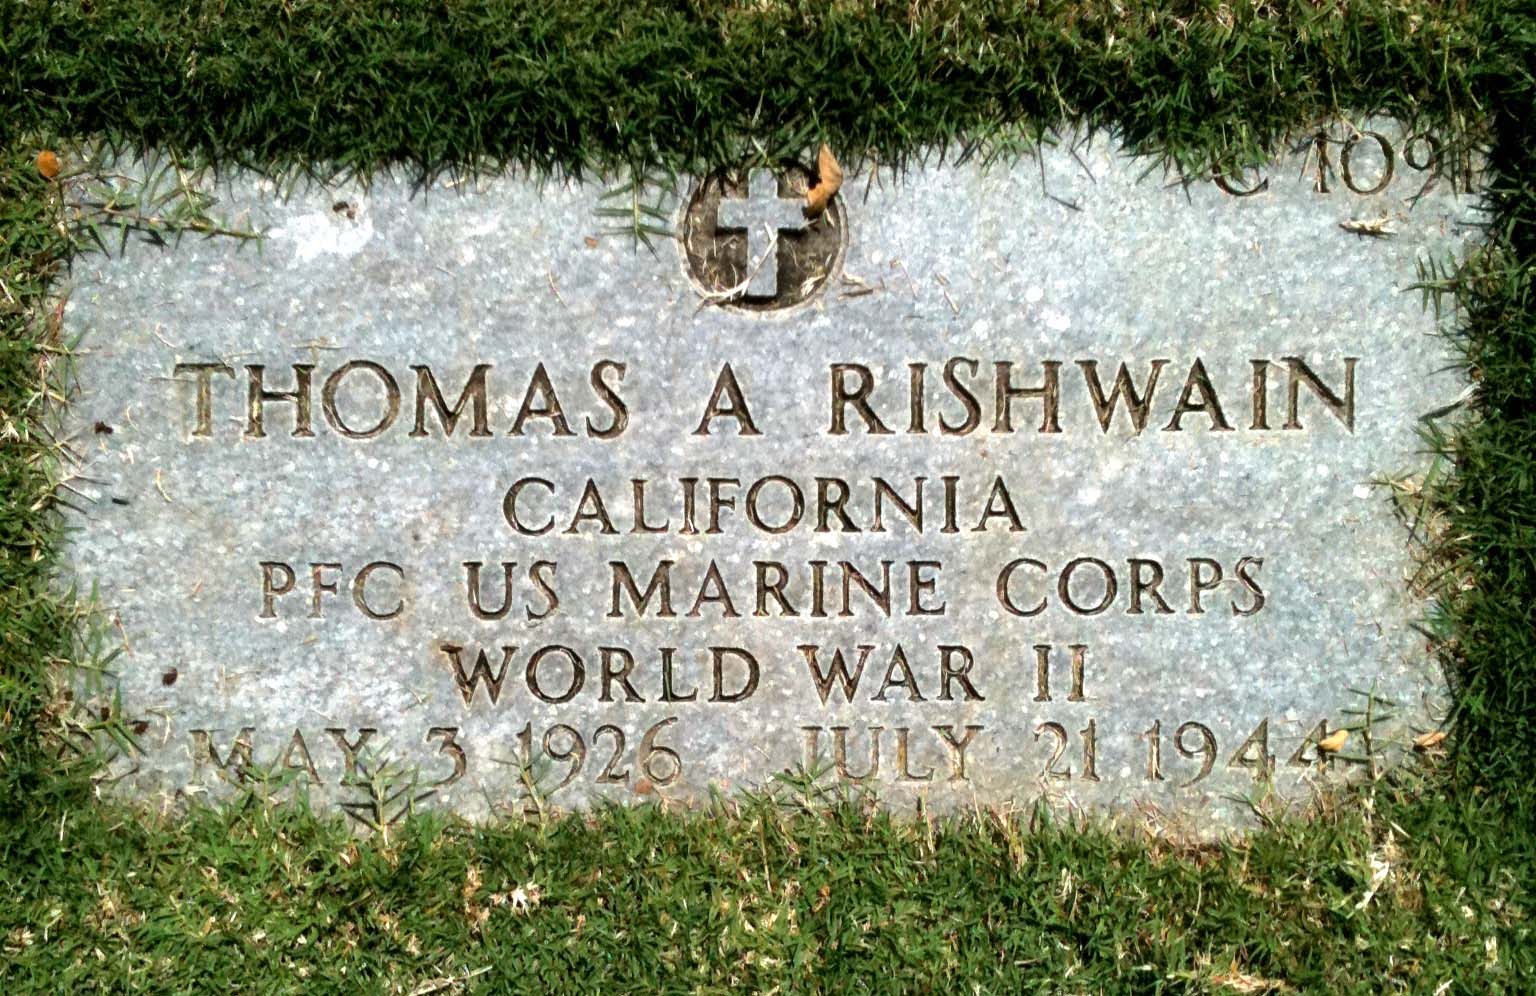 C 1091
THOMAS A RISHWAIN
CALIFORNIA
PFC US MARINE CORPS
WORLD WAR II
MAY 3 1926 JULY 21 1944